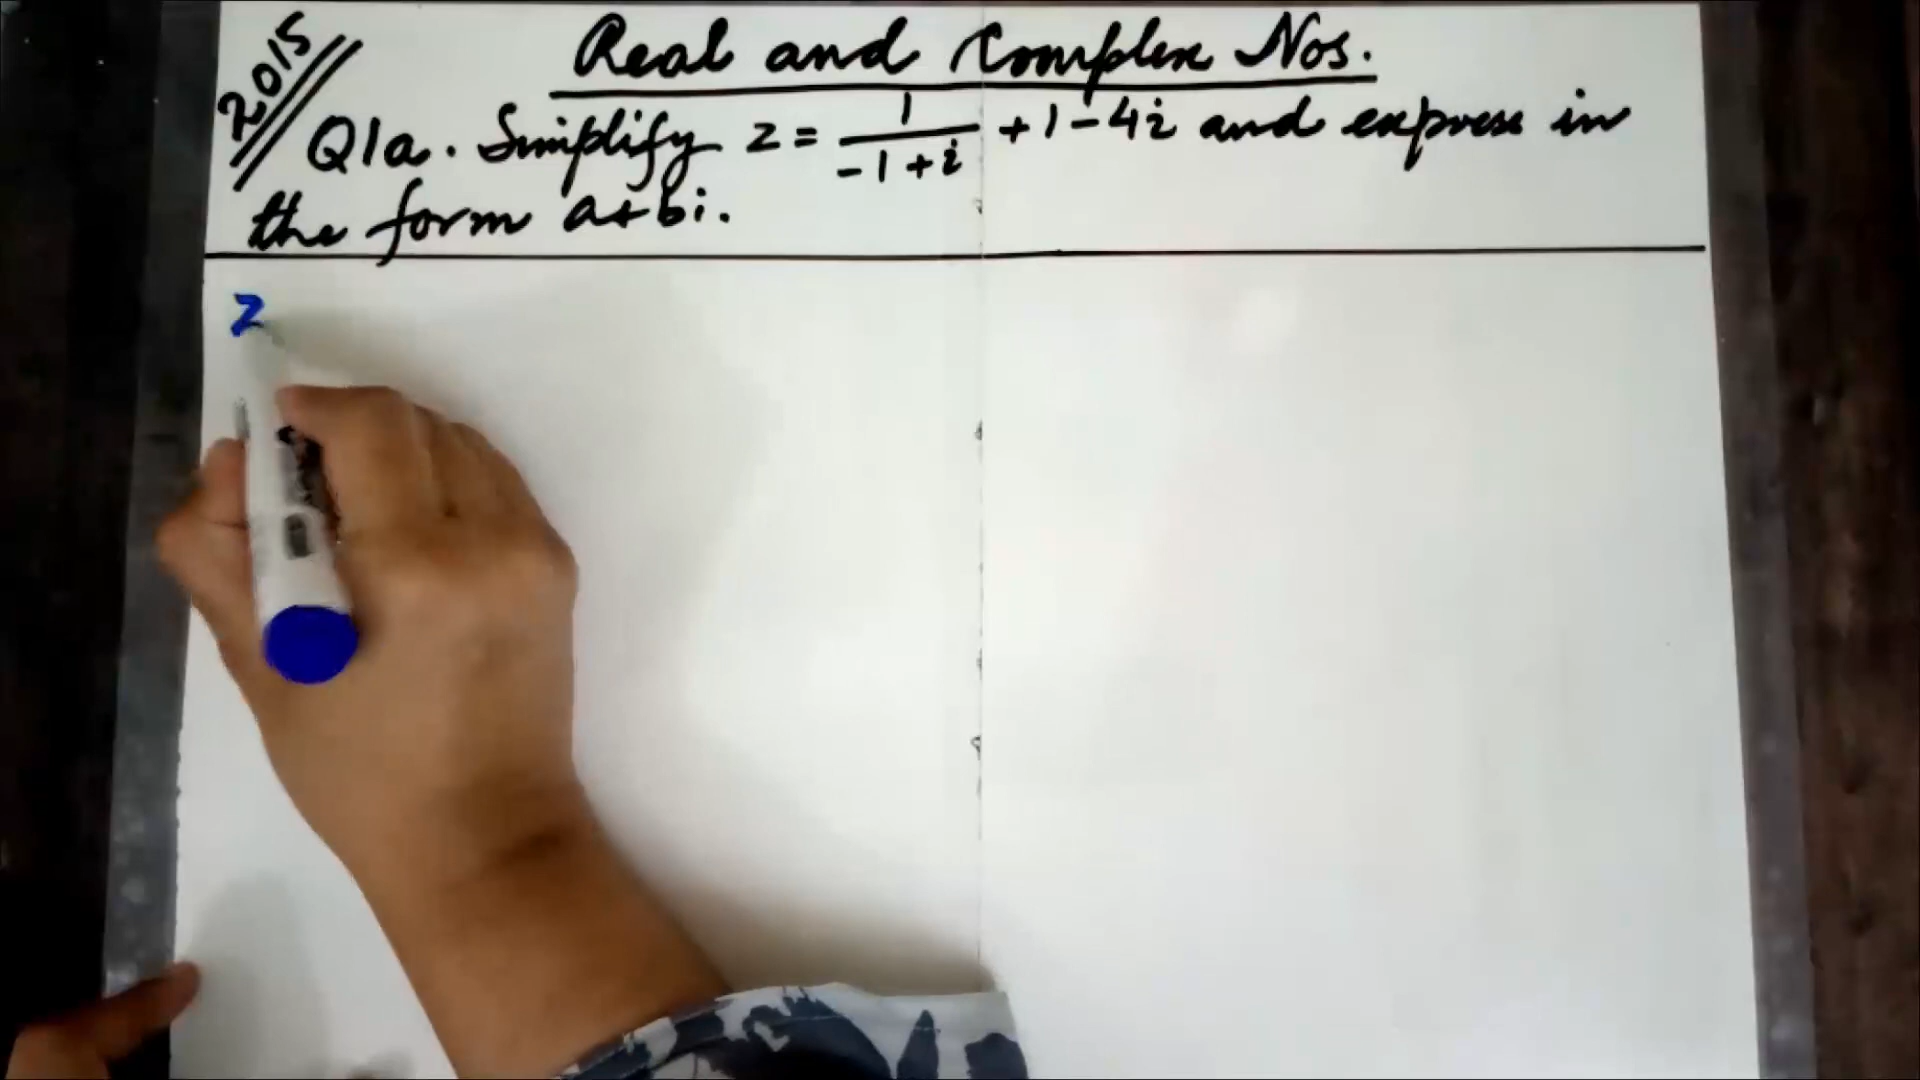 2015
Real and Complex Nos.
Q1a. Simplify z = 1/(-1+i) + 1-4i and express in
the form a+bi.
z